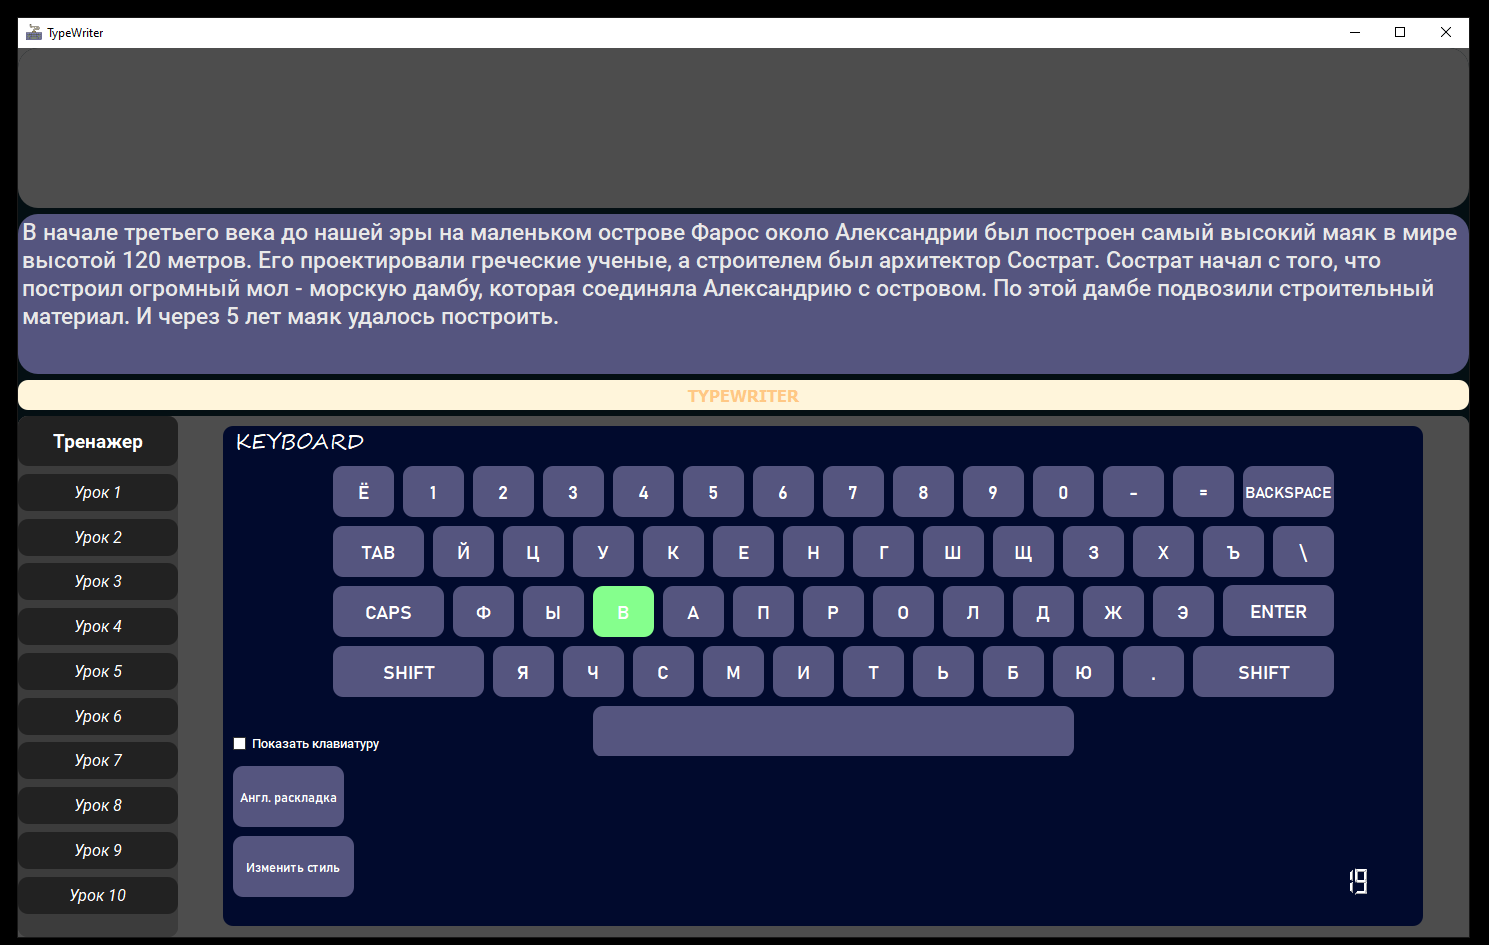 TypeWriter
В начале третьего века до нашей эры на маленьком острове Фарос около Александрии был построен самый высокий маяк в мире
высотой 120 метров. Его проектировали греческие ученые, а строителем был архитектор Сострат. Сострат начал с того, что
построил огромный мол - морскую дамбу, которая соединяла Александрию с островом. По этой дамбе подвозили строительный
материал. И через 5 лет маяк удалось построить.
TYPEWRITER
Тренажер
Урок 1
Урок 2
Урок 3
Урок 4
Урок 5
Урок 6
Урок 7
Урок 8
Урок 9
Урок 10
KEYBOARD
Ё 1 2 3 4 5 6 7 8 9 0 - = BACKSPACE
TAB Й Ц У К Е Н Г Ш Щ З Х Ъ \
CAPS Ф Ы В А П Р О Л Д Ж Э ENTER
SHIFT Я Ч С М И Т Ь Б Ю . SHIFT
Показать клавиатуру
Англ. раскладка
Изменить стиль
19